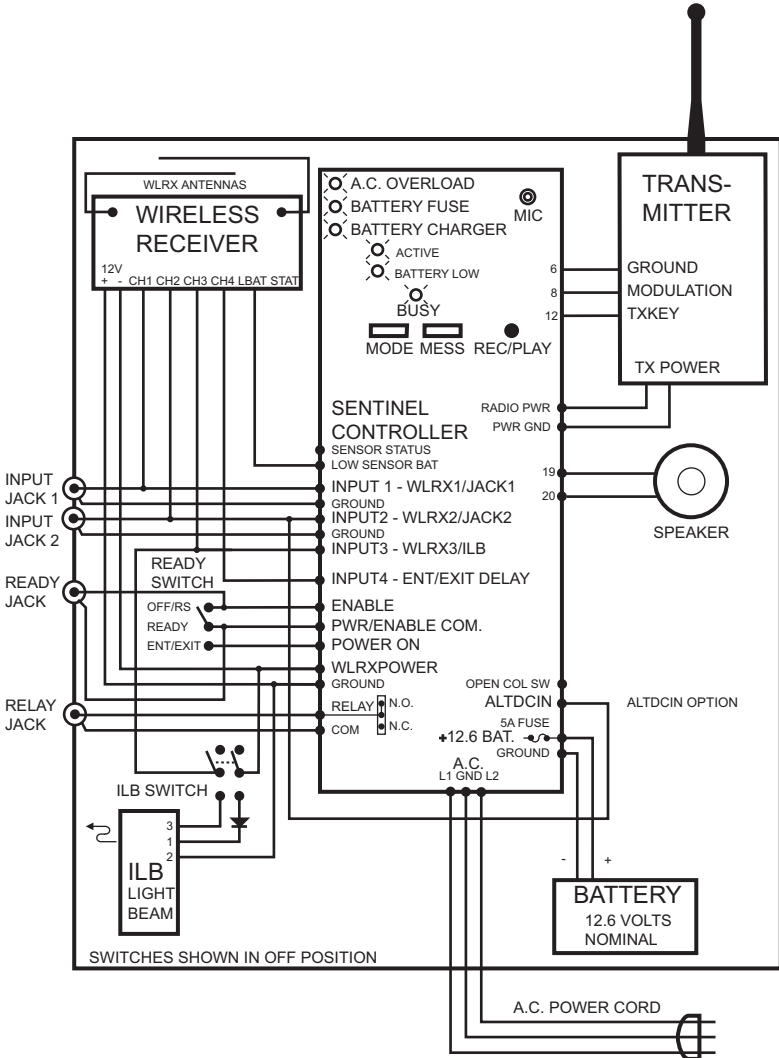 WLRX ANTENNAS
WIRELESS
RECEIVER
12V
+ - CH1 CH2 CH3 CH4 LBAT STAT
A.C. OVERLOAD
BATTERY FUSE
BATTERY CHARGER
ACTIVE
BATTERY LOW
BUSY
MIC
MODE MESS REC/PLAY
TRANS-
MITTER
6 GROUND
8 MODULATION
12 TXKEY
TX POWER
SENTINEL
CONTROLLER
RADIO PWR
PWR GND
SENSOR STATUS
LOW SENSOR BAT
19
20
SPEAKER
INPUT
JACK 1
INPUT
JACK 2
INPUT 1 - WLRX1/JACK1
GROUND
INPUT2 - WLRX2/JACK2
GROUND
INPUT3 - WLRX3/ILB
INPUT4 - ENT/EXIT DELAY
READY
JACK
READY
SWITCH
OFF/RS
READY
ENT/EXIT
ENABLE
PWR/ENABLE COM.
POWER ON
WLRXPOWER
GROUND
RELAY
JACK
RELAY
N.O.
N.C.
COM
OPEN COL SW
ALTDCIN
ALTDCIN OPTION
5A FUSE
+12.6 BAT.
GROUND
A.C.
L1 GND L2
ILB SWITCH
3
1
2
ILB
LIGHT
BEAM
- +
BATTERY
12.6 VOLTS
NOMINAL
SWITCHES SHOWN IN OFF POSITION
A.C. POWER CORD